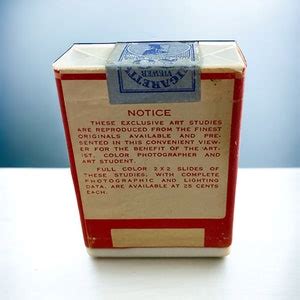 CIGARETTE
VIEWER
NOTICE
THESE EXCLUSIVE ART STUDIES
ARE REPRODUCED FROM THE FINEST
ORIGINALS AVAILABLE AND PRE-
SENTED IN THIS CONVENIENT VIEW-
ER FOR THE BENEFIT OF THE ART-
IST, COLOR PHOTOGRAPHER AND
ART STUDENT.
FULL COLOR 2 X 2 SLIDES OF
THESE STUDIES, WITH COMPLETE
PHOTOGRAPHIC AND LIGHTING
DATA, ARE AVAILABLE AT 25 CENTS
EACH.